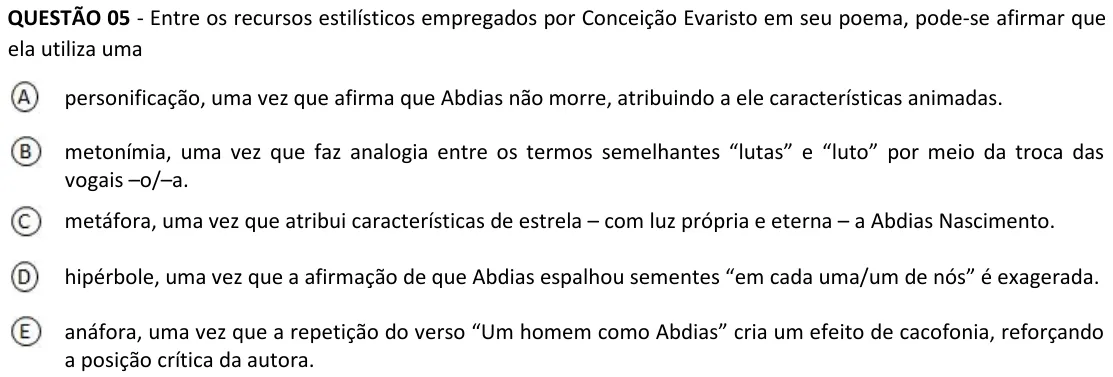 QUESTÃO 05 - Entre os recursos estilísticos empregados por Conceição Evaristo em seu poema, pode-se afirmar que
ela utiliza uma
A personificação, uma vez que afirma que Abdias não morre, atribuindo a ele características animadas.
B metonímia, uma vez que faz analogia entre os termos semelhantes “lutas” e “luto” por meio da troca das
vogais –o/–a.
C metáfora, uma vez que atribui características de estrela – com luz própria e eterna – a Abdias Nascimento.
D hipérbole, uma vez que a afirmação de que Abdias espalhou sementes “em cada uma/um de nós” é exagerada.
E anáfora, uma vez que a repetição do verso “Um homem como Abdias” cria um efeito de cacofonia, reforçando
a posição crítica da autora.